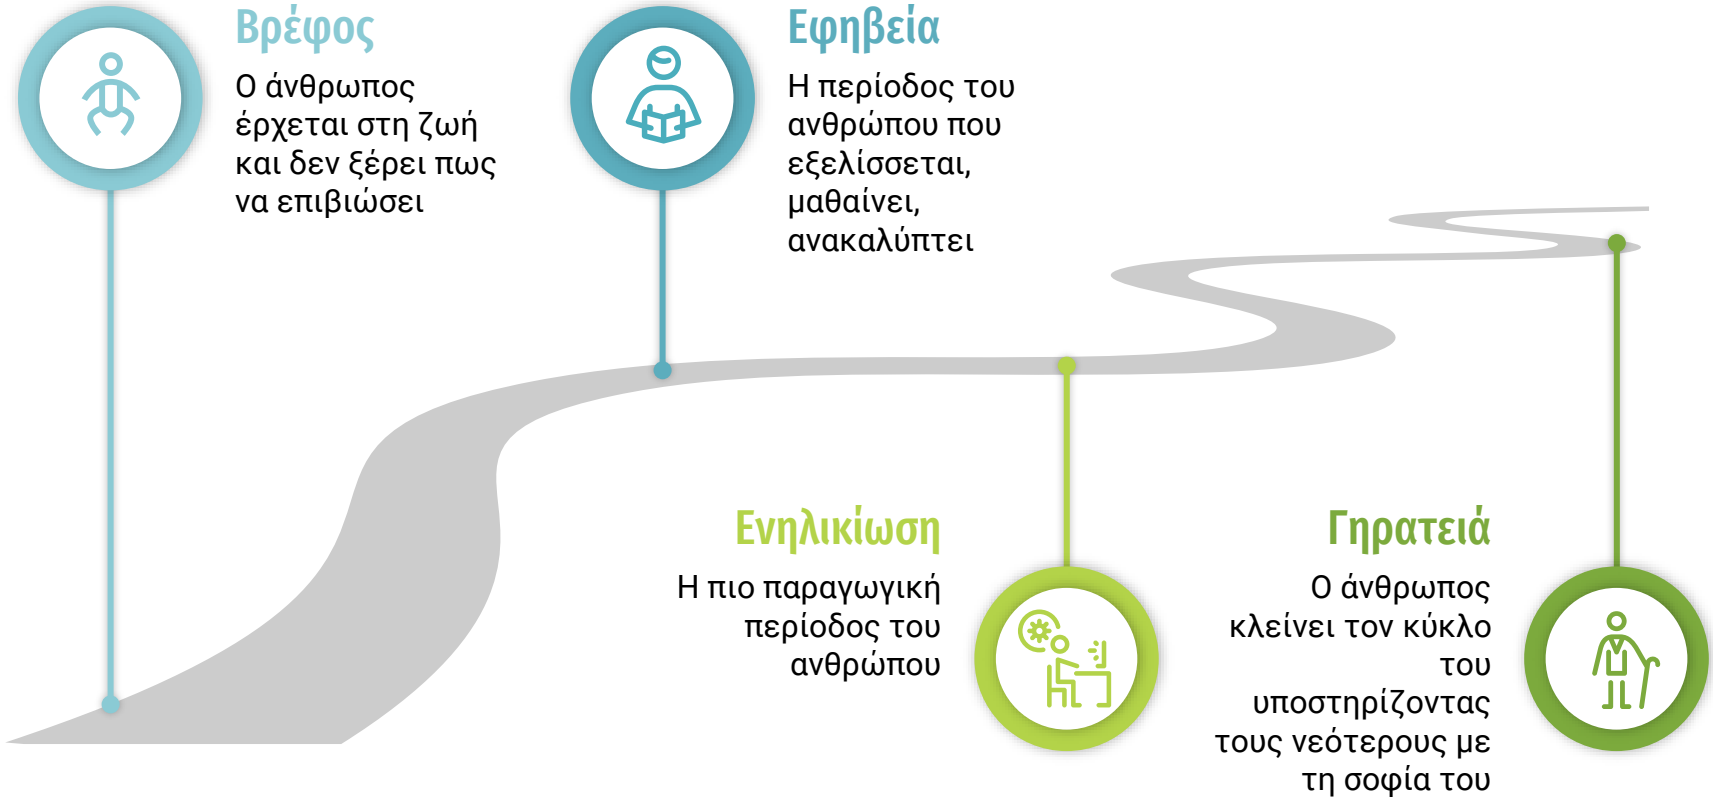 Βρέφος
Ο άνθρωπος
έρχεται στη ζωή
και δεν ξέρει πως
να επιβιώσει
Εφηβεία
Η περίοδος του
ανθρώπου που
εξελίσσεται,
μαθαίνει,
ανακαλύπτει
Ενηλικίωση
Η πιο παραγωγική
περίοδος του
ανθρώπου
Γηρατειά
Ο άνθρωπος
κλείνει τον κύκλο
του
υποστηρίζοντας
τους νεότερους με
τη σοφία του